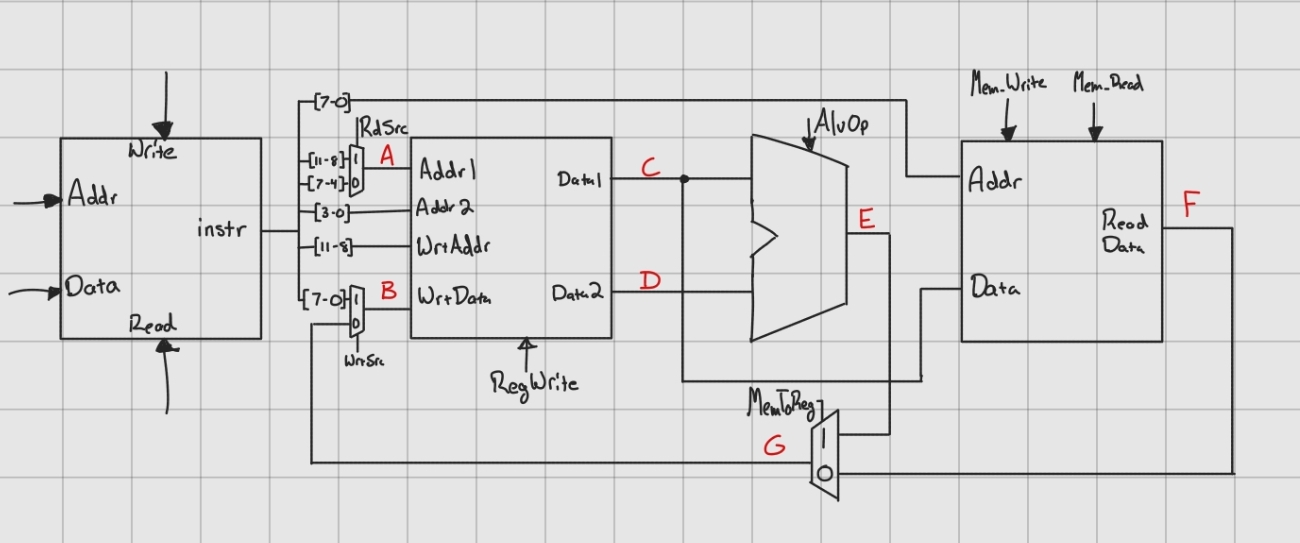 Write
Addr
Data
instr
Read
[7-0]
RdSrc
[11-8]
[7-4]
1
0
A
[3-0]
[11-8]
[7-0]
1
0
B
WrtSrc
Addr1
Addr2
WrtAddr
WrtData
Data1
Data2
RegWrite
C
D
AluOp
E
Mem_Write
Mem_Read
Addr
Read
Data
Data
F
MemToReg
1
0
G